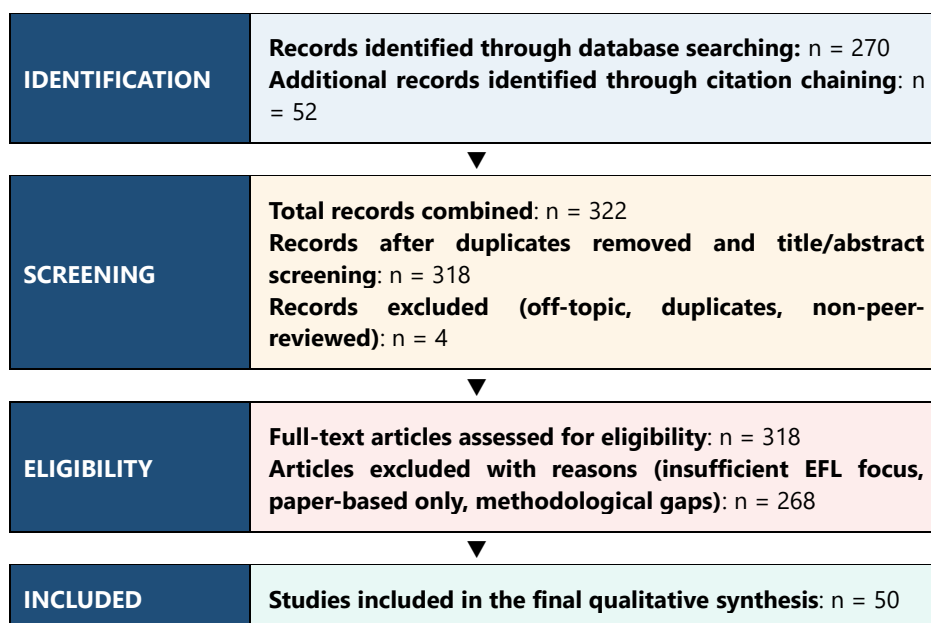 IDENTIFICATION
Records identified through database searching: n = 270
Additional records identified through citation chaining: n
= 52
▼
SCREENING
Total records combined: n = 322
Records after duplicates removed and title/abstract
screening: n = 318
Records excluded (off-topic, duplicates, non-peer-
reviewed): n = 4
▼
ELIGIBILITY
Full-text articles assessed for eligibility: n = 318
Articles excluded with reasons (insufficient EFL focus,
paper-based only, methodological gaps): n = 268
▼
INCLUDED
Studies included in the final qualitative synthesis: n = 50